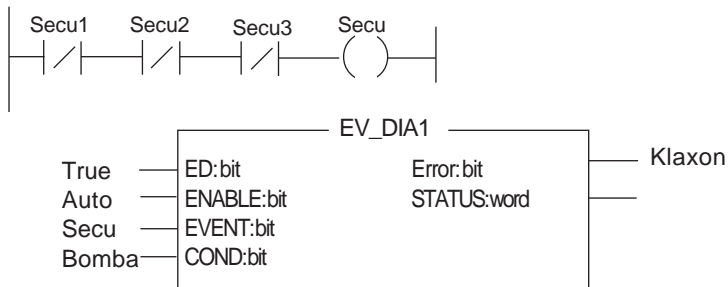 Secu1 Secu2 Secu3 Secu
EV_DIA1
True ED:bit Error:bit Klaxon
Auto ENABLE:bit STATUS:word
Secu EVENT:bit
Bomba COND:bit